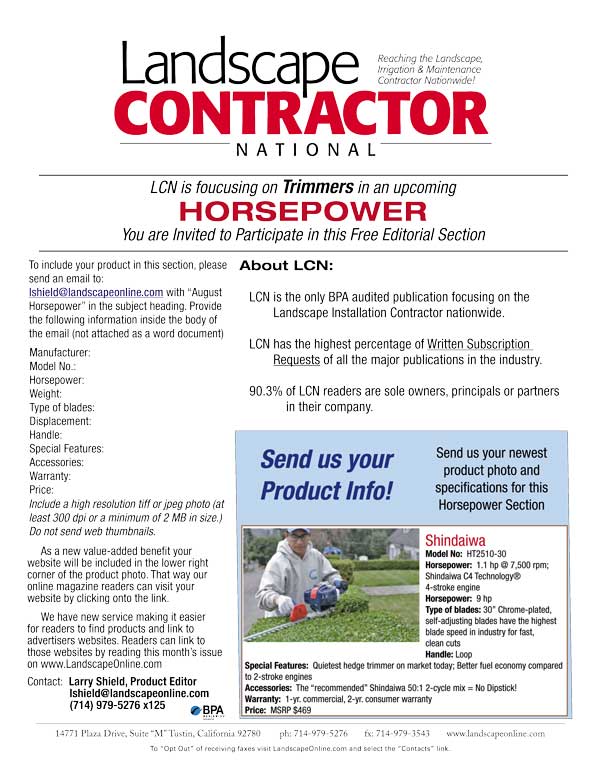 Landscape
Reaching the Landscape,
Irrigation & Maintenance
Contractor Nationwide!
CONTRACTOR
NATIONAL
LCN is foucusing on Trimmers in an upcoming
HORSEPOWER
You are Invited to Participate in this Free Editorial Section
To include your product in this section, please
send an email to:
lshield@landscapeonline.com with "August
Horsepower" in the subject heading. Provide
the following information inside the body of
the email (not attached as a word document)
Manufacturer:
Model No.:
Horsepower:
Weight:
Type of blades:
Displacement:
Handle:
Special Features:
Accessories:
Warranty:
Price:
Include a high resolution tiff or jpeg photo (at
least 300 dpi or a minimum of 2 MB in size.)
Do not send web thumbnails.
As a new value-added benefit your
website will be included in the lower right
corner of the product photo. That way our
online magazine readers can visit your
website by clicking onto the link.
We have new service making it easier
for readers to find products and link to
advertisers websites. Readers can link to
those websites by reading this month's issue
on www.LandscapeOnline.com
Contact: Larry Shield, Product Editor
lshield@landscapeonline.com
(714) 979-5276 x125
BPA
About LCN:
LCN is the only BPA audited publication focusing on the
Landscape Installation Contractor nationwide.
LCN has the highest percentage of Written Subscription
Requests of all the major publications in the industry.
90.3% of LCN readers are sole owners, principals or partners
in their company.
Send us your
Product Info!
Send us your newest
product photo and
specifications for this
Horsepower Section
Shindaiwa
Model No: HT2510-30
Horsepower: 1.1 hp @ 7,500 rpm;
Shindaiwa C4 Technology®
4-stroke engine
Horsepower: 9 hp
Type of blades: 30" Chrome-plated,
self-adjusting blades have the highest
blade speed in industry for fast,
clean cuts
Handle: Loop
Special Features: Quietest hedge trimmer on market today; Better fuel economy compared
to 2-stroke engines
Accessories: The "recommended" Shindaiwa 50:1 2-cycle mix = No Dipstick!
Warranty: 1-yr. commercial, 2-yr. consumer warranty
Price: MSRP $469
14771 Plaza Drive, Suite "M" Tustin, California 92780 ph: 714-979-5276 fx: 714-979-3543 www.landscapeonline.com
To "Opt Out" of receiving faxes visit LandscapeOnline.com and select the "Contacts" link.